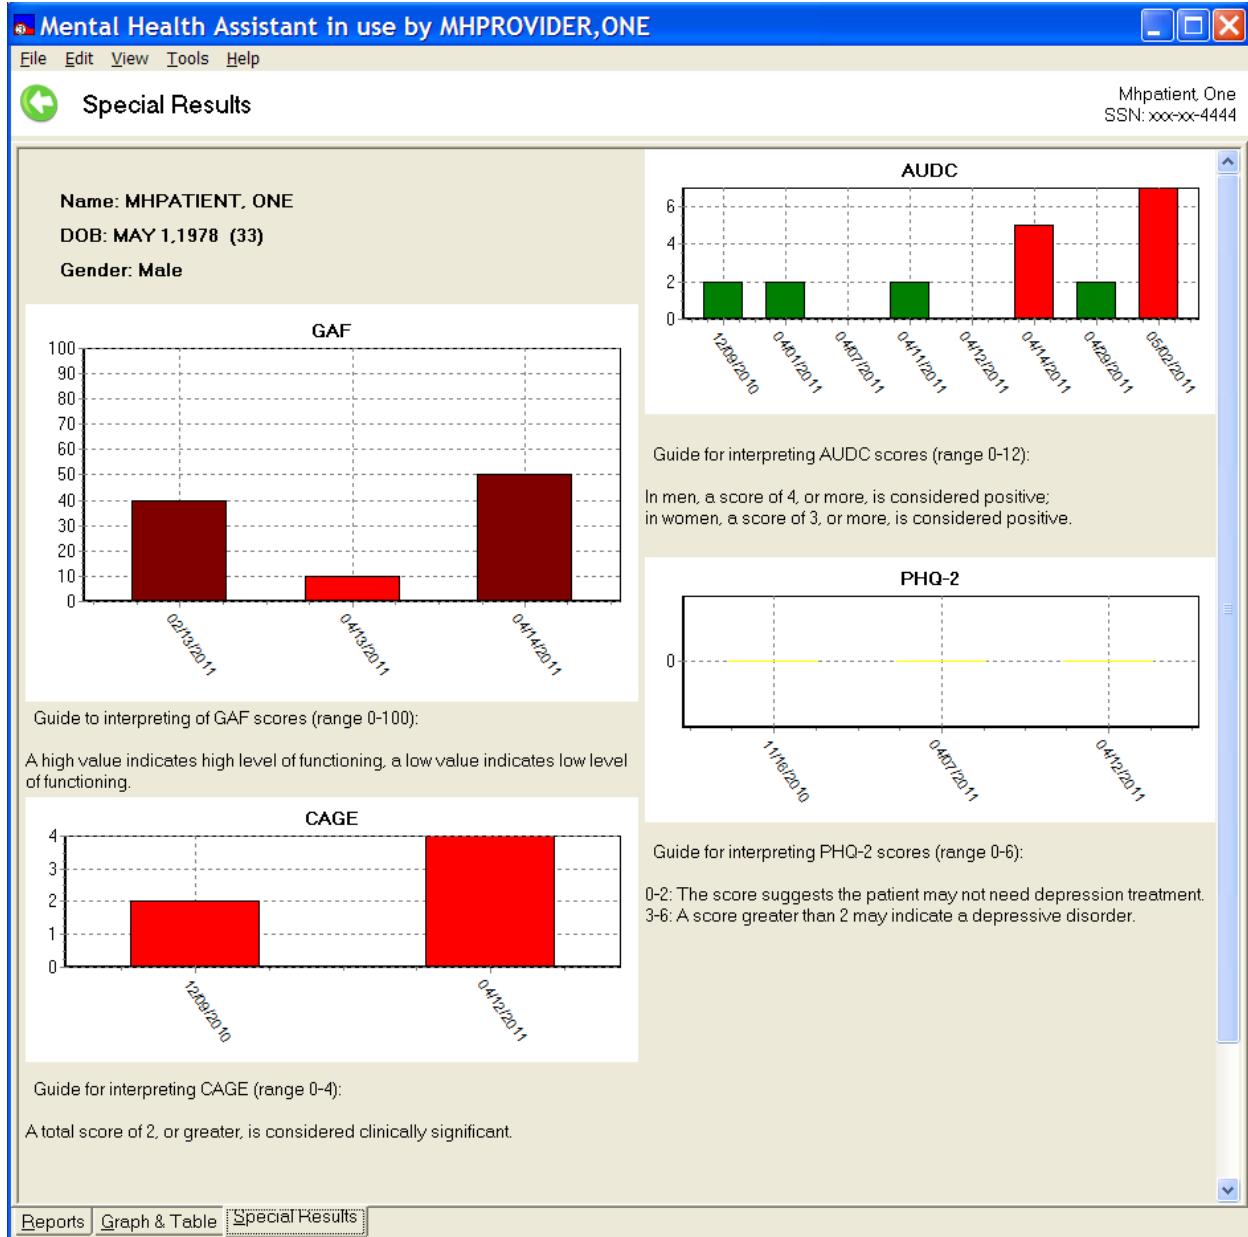 Mental Health Assistant in use by MHPROVIDER,ONE
File Edit View Tools Help
Special Results
Mhpatient, One
SSN: xxx-xx-4444
Name: MHPATIENT, ONE
DOB: MAY 1,1978 (33)
Gender: Male
GAF
100
90
80
70
60
50
40
30
20
10
0
02/13/2011 04/13/2011 04/14/2011
Guide to interpreting of GAF scores (range 0-100):
A high value indicates high level of functioning, a low value indicates low level
of functioning.
CAGE
4
3
2
1
0
12/09/2010 04/12/2011
Guide for interpreting CAGE (range 0-4):
A total score of 2, or greater, is considered clinically significant.
AUDC
6
4
2
0
12/09/2010 04/01/2011 04/07/2011 04/11/2011 04/12/2011 04/14/2011 04/29/2011 05/02/2011
Guide for interpreting AUDC scores (range 0-12):
In men, a score of 4, or more, is considered positive;
in women, a score of 3, or more, is considered positive.
PHQ-2
0
11/16/2010 04/07/2011 04/12/2011
Guide for interpreting PHQ-2 scores (range 0-6):
0-2: The score suggests the patient may not need depression treatment.
3-6: A score greater than 2 may indicate a depressive disorder.
Reports Graph & Table Special Results